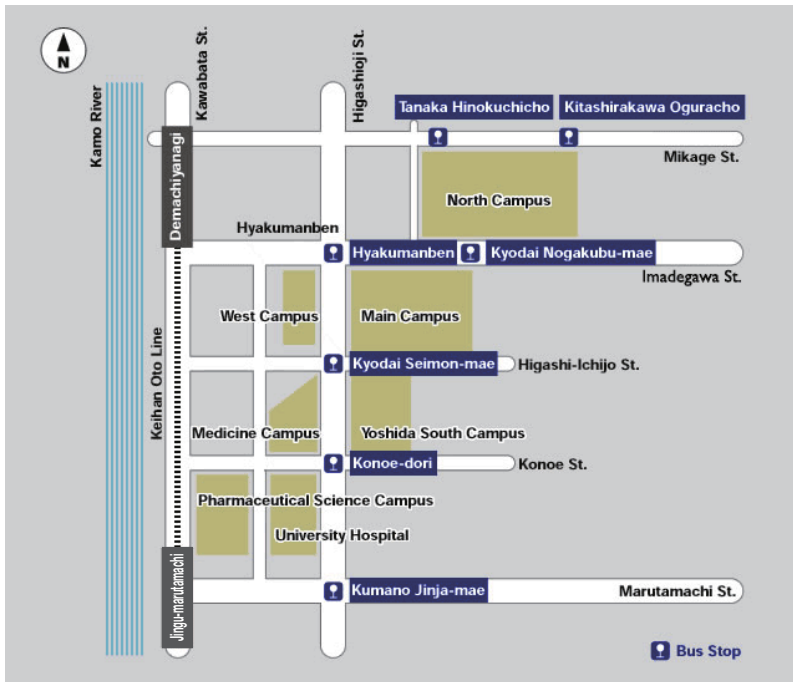 N
Kamo River
Kawabata St.
Higashioji St.
Tanaka Hinokuchicho
Kitashirakawa Oguracho
Mikage St.
Demachiyanagi
North Campus
Hyakumanben
Hyakumanben
Kyodai Nogakubu-mae
Imadegawa St.
West Campus
Main Campus
Keihan Oto Line
Kyodai Seimon-mae
Higashi-Ichijo St.
Medicine Campus
Yoshida South Campus
Konoe-dori
Konoe St.
Pharmaceutical Science Campus
University Hospital
Jingu-marutamachi
Kumano Jinja-mae
Marutamachi St.
Bus Stop